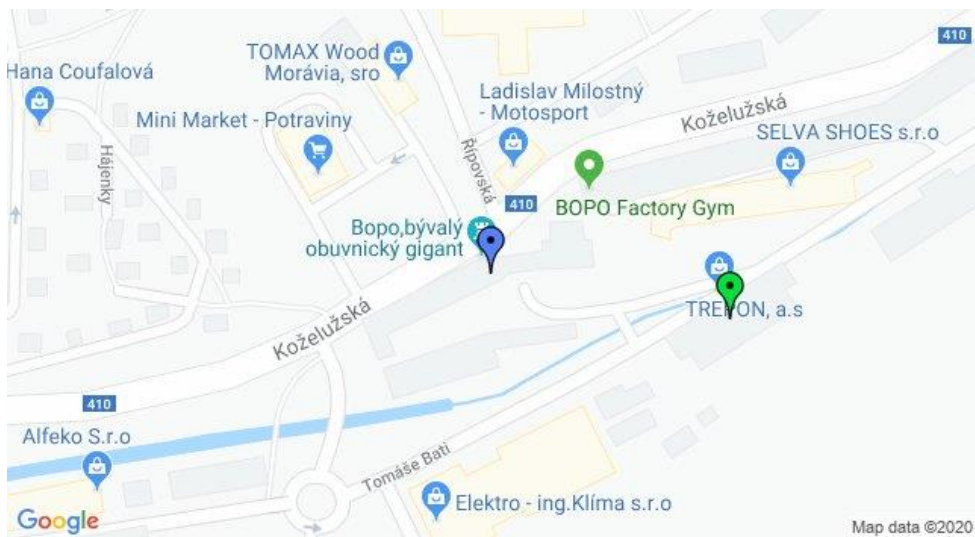 410
TOMAX Wood
Morávia, sro
Hana Coufalová
Ladislav Milostný
- Motosport
Koželužská
Mini Market - Potraviny
SELVA SHOES s.r.o
Hájenky
Řípovská
410
BOPO Factory Gym
Bopo,bývalý
obuvnický gigant
TREPON, a.s
Koželužská
410
Alfeko S.r.o
Tomáše Bati
Elektro - ing.Klíma s.r.o
Google
Map data ©2020